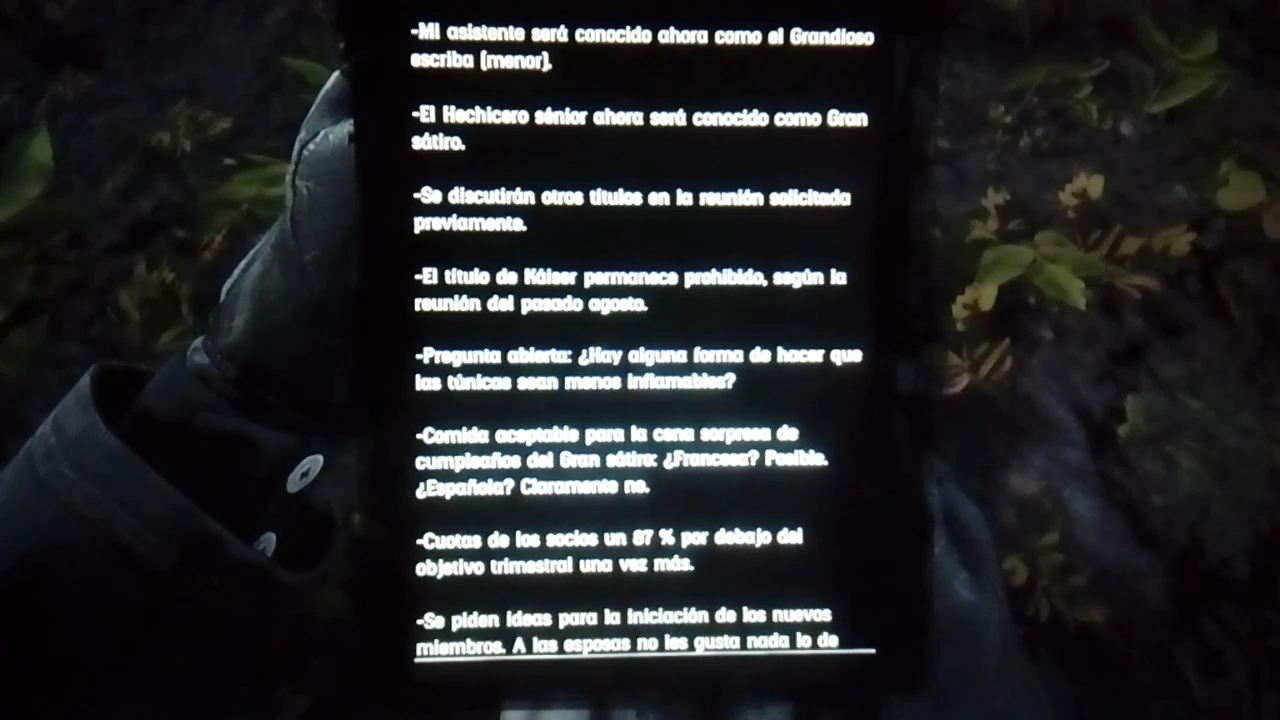 -Mi asistente será conocido ahora como el Grandioso
escriba (menor).
-El Hechicero sénior ahora será conocido como Gran
sátiro.
-Se discutirán otros títulos en la reunión solicitada
previamente.
-El título de Káiser permanece prohibido, según la
reunión del pasado agosto.
-Pregunta abierta: ¿Hay alguna forma de hacer que
las túnicas sean menos inflamables?
-Comida aceptable para la cena sorpresa de
cumpleaños del Gran sátiro: ¿Francesa? Posible.
¿Española? Claramente no.
-Cuotas de los socios un 87 % por debajo del
objetivo trimestral una vez más.
-Se piden ideas para la iniciación de los nuevos
miembros. A las esposas no les gusta nada lo de